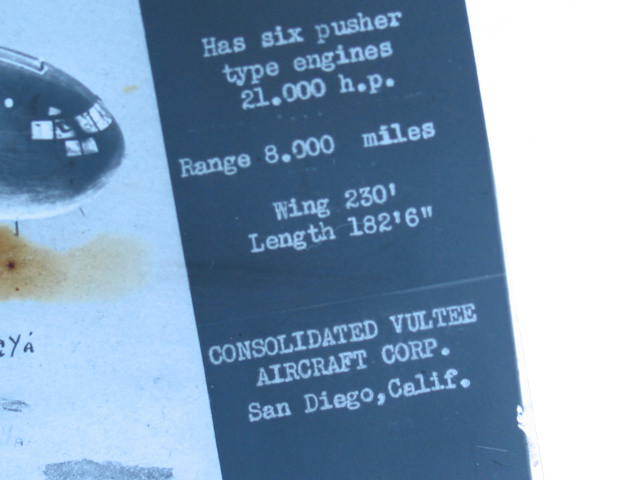 Has six pusher
type engines
21.000 h.p.
Range 8.000 miles
Wing 230'
Length 182'6"
CONSOLIDATED VULTEE
AIRCRAFT CORP.
San Diego,Calif.